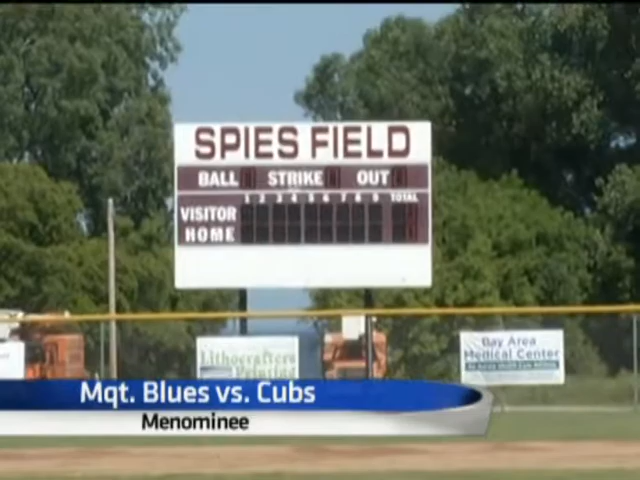 SPIES FIELD
BALL STRIKE OUT
1 2 3 4 5 6 7 8 9 TOTAL
VISITOR
HOME
Lithocrafters
Printing
Bay Area
Medical Center
Mqt. Blues vs. Cubs
Menominee